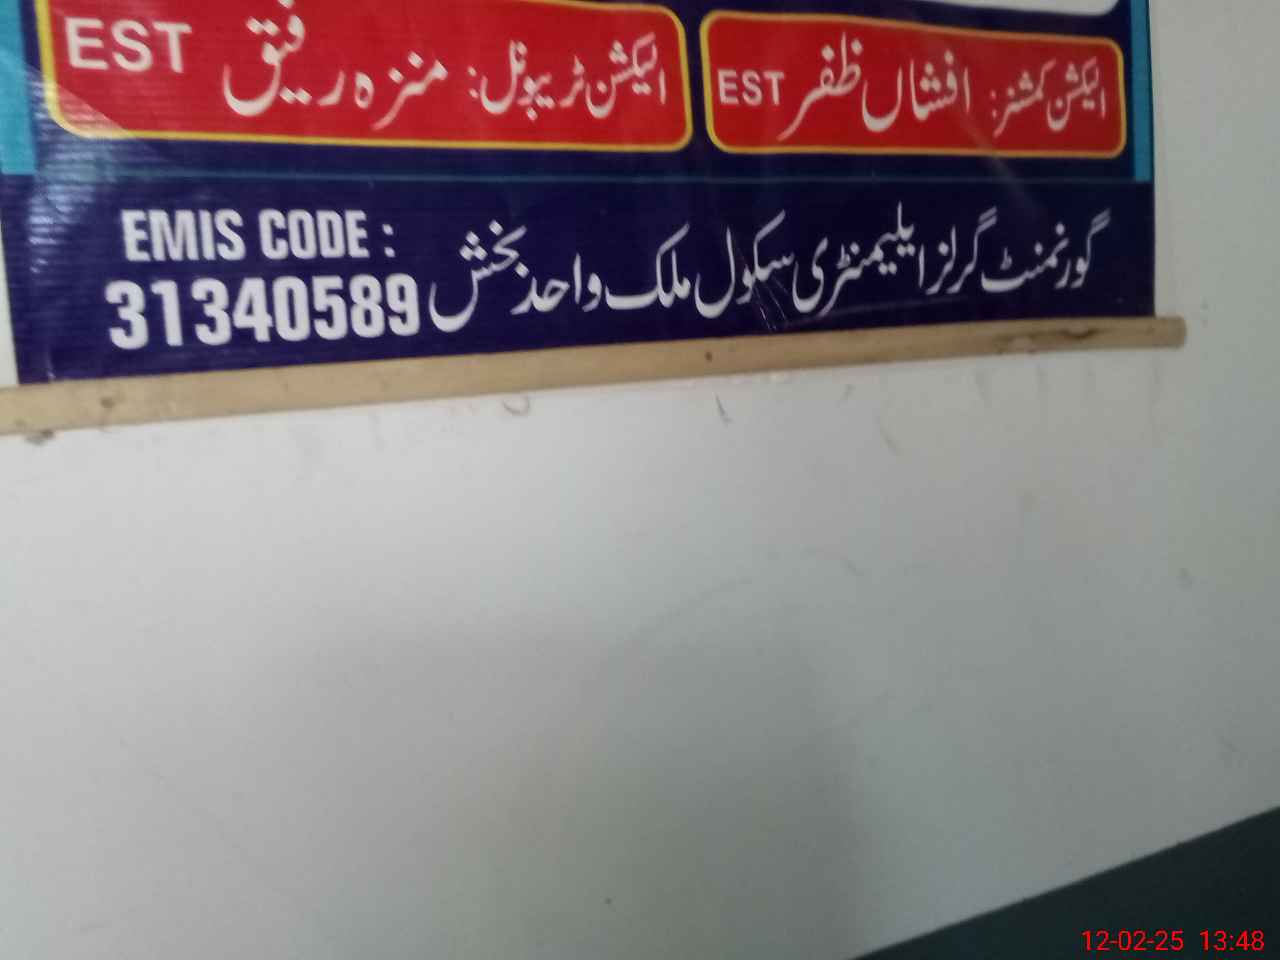 الیکشن کمشنر: افشاں ظفر EST
الیکشن ٹریبونل: منزہ رفیق EST
گورنمنٹ گرلز ایلیمنٹری سکول ملک واحد بخش
EMIS CODE :
31340589
12-02-25 13:48